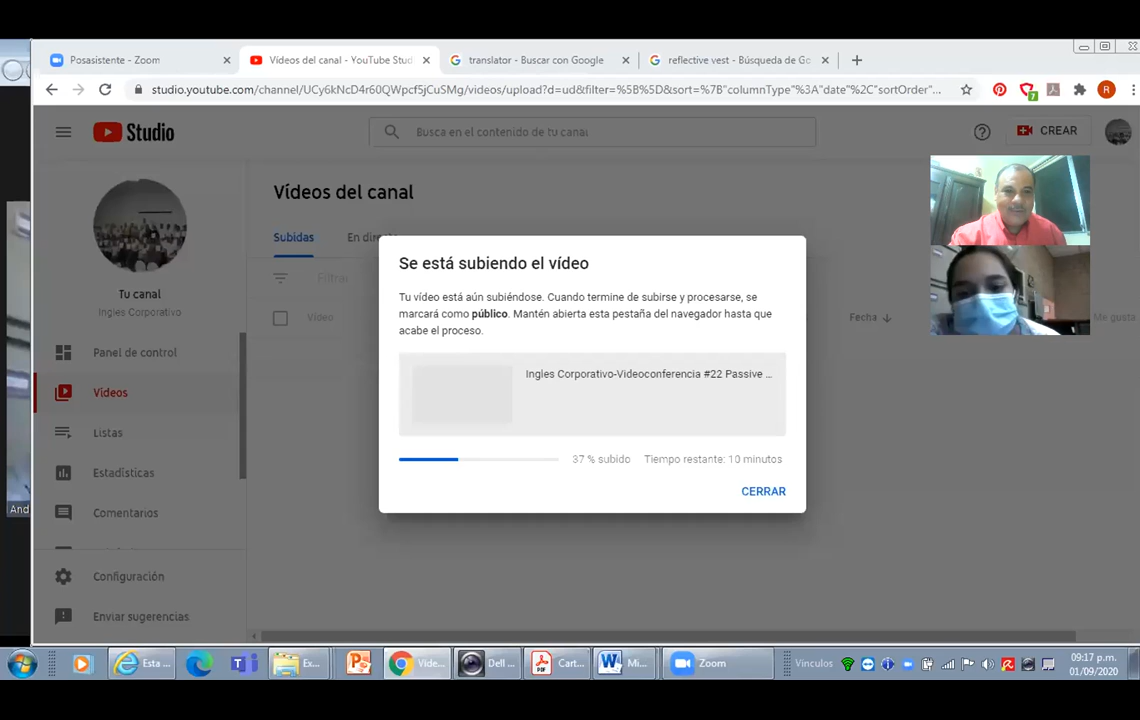 Posasistente - Zoom
Vídeos del canal - YouTube Stud
translator - Buscar con Google
reflective vest - Búsqueda de Go
studio.youtube.com/channel/UCy6kNcD4r60QWpcf5jCuSMg/videos/upload?d=ud&filter=%5B%5D&sort=%7B"columnType"%3A"date"%2C"sortOrder"...
7
R
Studio
Busca en el contenido de tu canal
CREAR
Vídeos del canal
Subidas
En directo
Filtrar
Tu canal
Ingles Corporativo
Vídeo
Fecha
Me gusta
Panel de control
Vídeos
Listas
Estadísticas
Comentarios
Configuración
Enviar sugerencias
And
Se está subiendo el vídeo
Tu vídeo está aún subiéndose. Cuando termine de subirse y procesarse, se
marcará como público. Mantén abierta esta pestaña del navegador hasta que
acabe el proceso.
Ingles Corporativo-Videoconferencia #22 Passive ...
37 % subido
Tiempo restante: 10 minutos
CERRAR
Esta ...
Ex...
Víde...
Dell ...
Cart...
Mi...
Zoom
Vínculos
09:17 p.m.
01/09/2020